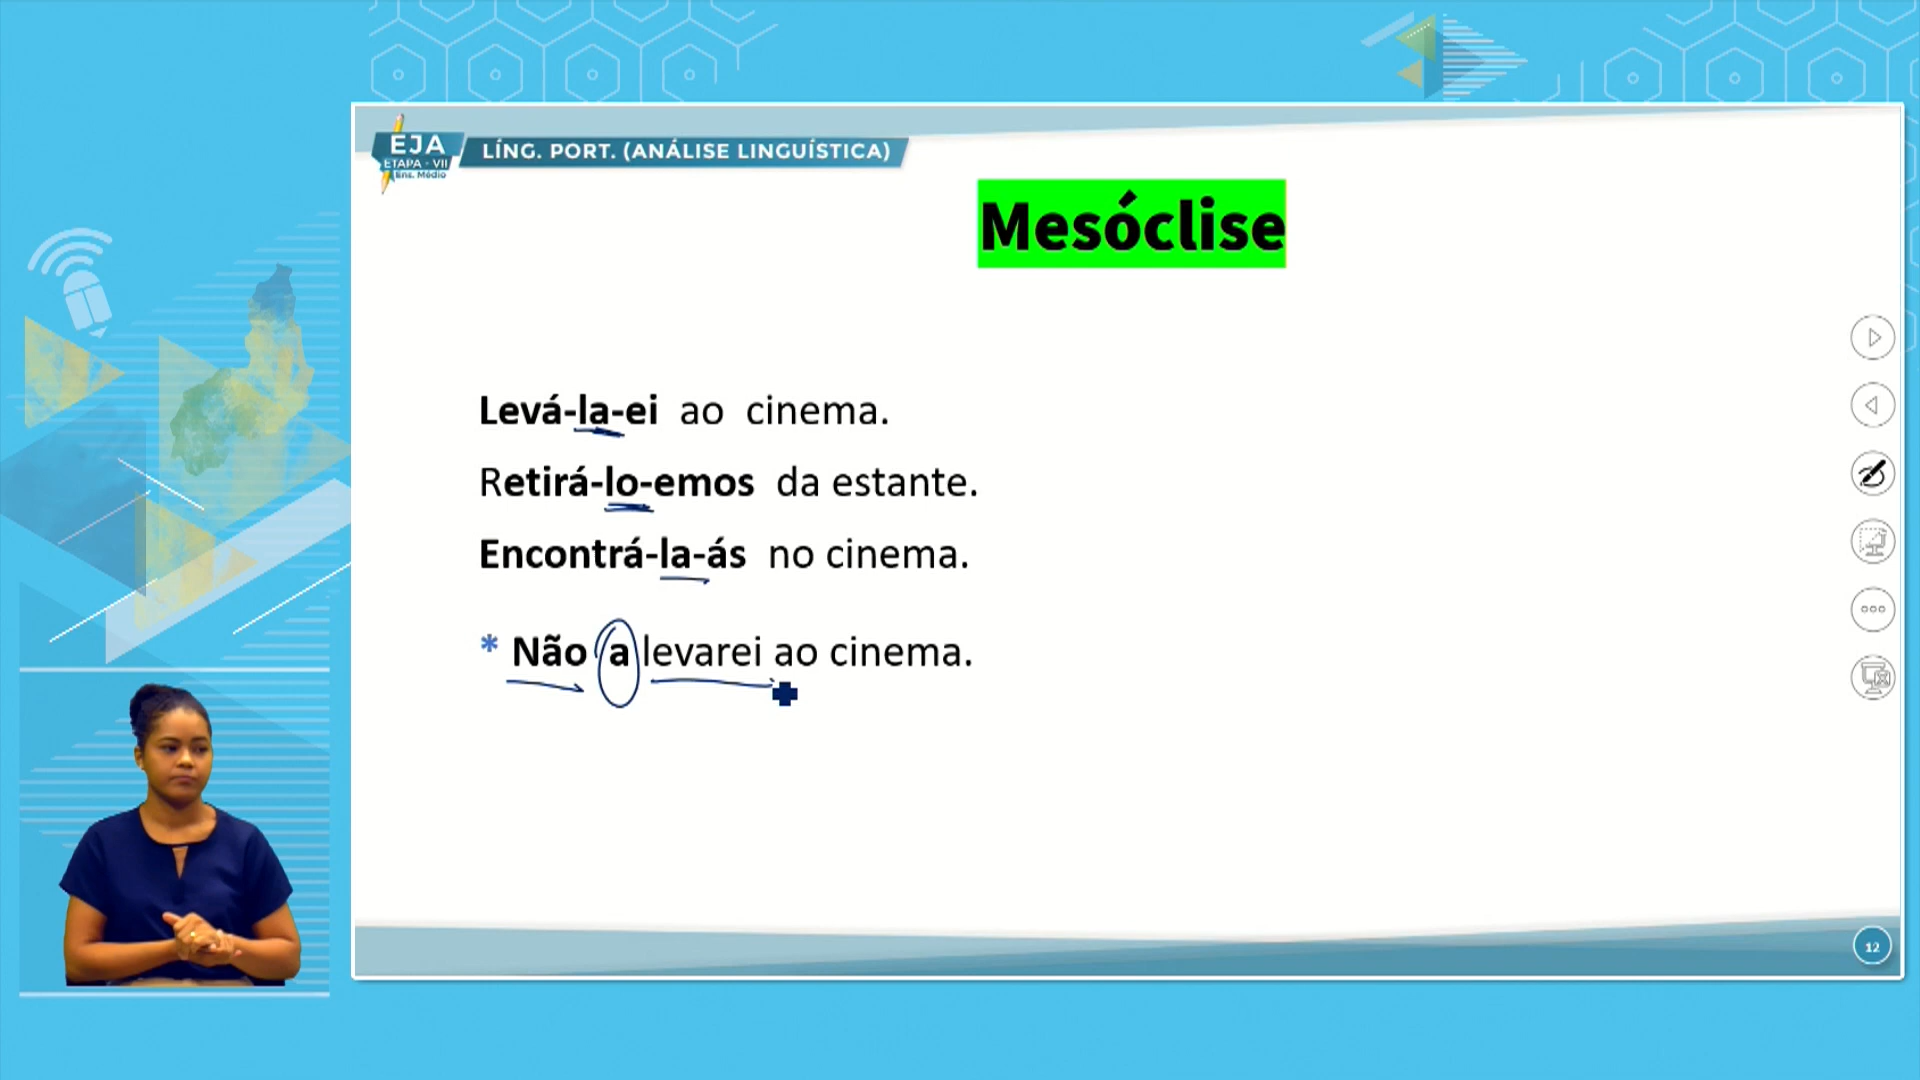 EJA
ETAPA - VII
Ens. Médio
LÍNG. PORT. (ANÁLISE LINGUÍSTICA)
Mesóclise
Levá-la-ei ao cinema.
Retirá-lo-emos da estante.
Encontrá-la-ás no cinema.
* Não a levarei ao cinema.
12